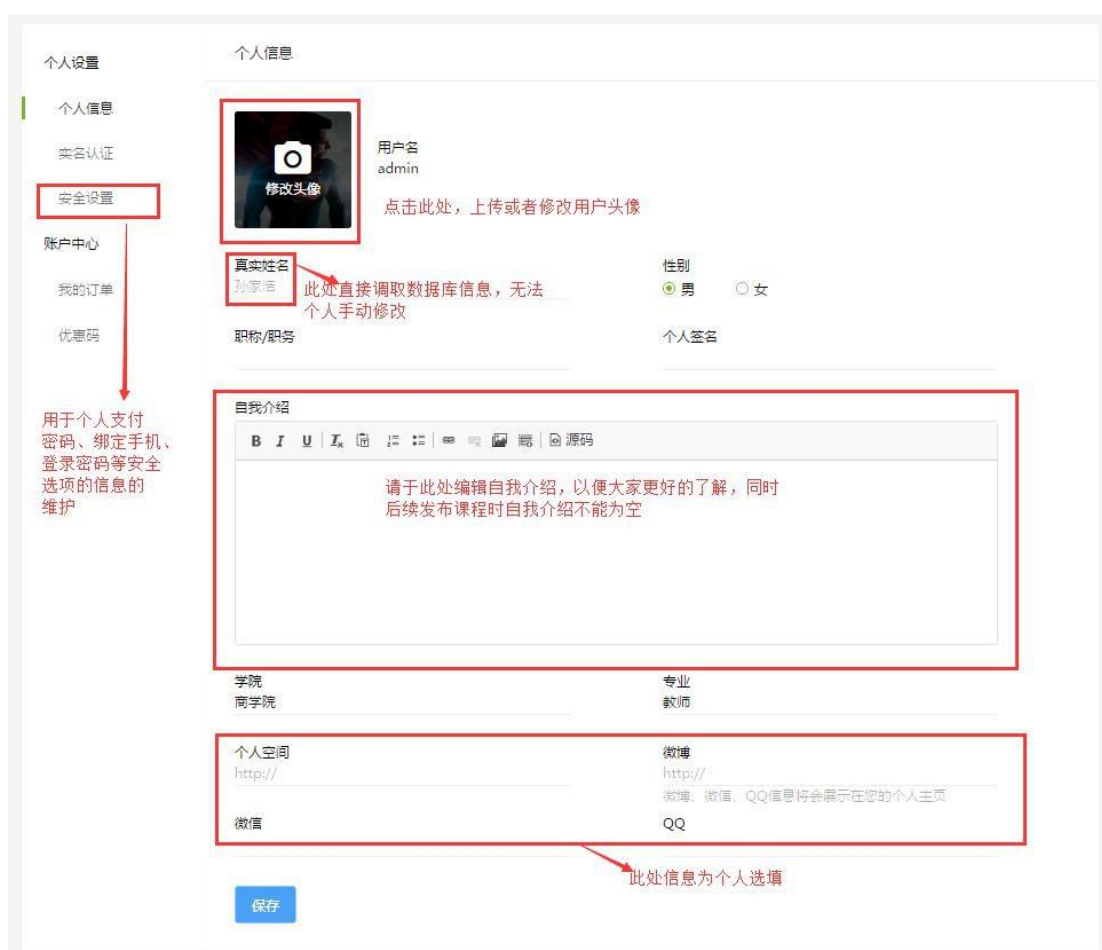 个人设置
个人信息
实名认证
安全设置
账户中心
我的订单
优惠码
用于个人支付
密码、绑定手机、
登录密码等安全
选项的信息的
维护
个人信息
修改头像
用户名
admin
点击此处，上传或者修改用户头像
真实姓名
孙家洁
此处直接调取数据库信息，无法
个人手动修改
性别
男 女
职称/职务
个人签名
自我介绍
B I U Tx 源码
请于此处编辑自我介绍，以便大家更好的了解，同时
后续发布课程时自我介绍不能为空
学院
商学院
专业
教师
个人空间
http://
微博
http://
微博、微信、QQ信息将会展示在您的个人主页
微信
QQ
此处信息为个人选填
保存